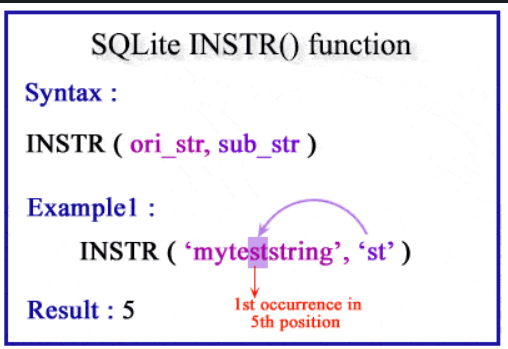 SQLite INSTR() function
Syntax :
INSTR ( ori_str, sub_str )
Example1 :
INSTR ( ‘myteststring’, ‘st’ )
Result : 5
1st occurrence in
5th position